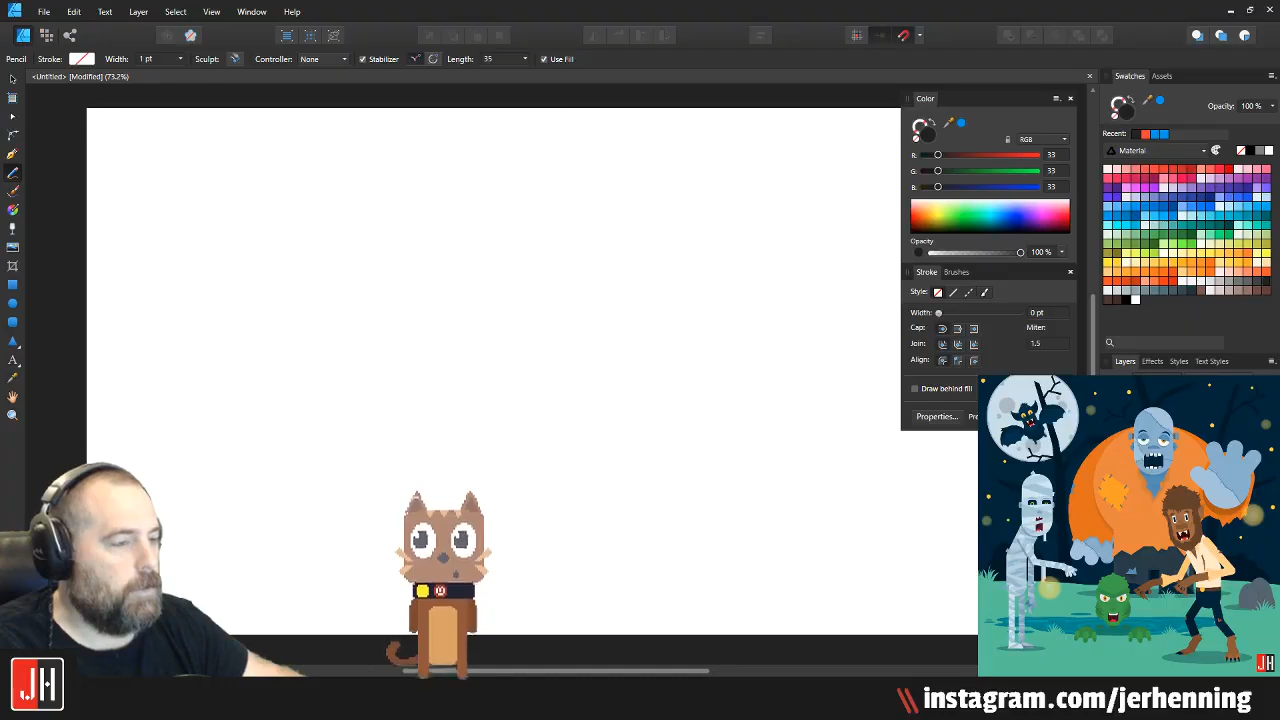 File Edit Text Layer Select View Window Help
Pencil Stroke: Width: 1 pt Sculpt: Controller: None Stabilizer Length: 35 Use Fill
<Untitled> [Modified] (73.2%)
Color
RGB
R: 33
G: 33
B: 33
Opacity
100 %
Stroke Brushes
Style:
Width: 0 pt
Cap: Miter:
Join: 1.5
Align:
Draw behind fill
Properties...
Swatches Assets
Opacity: 100 %
Recent:
Material
Layers Effects Styles Text Styles
JH
JH
\\ instagram.com/jerhenning